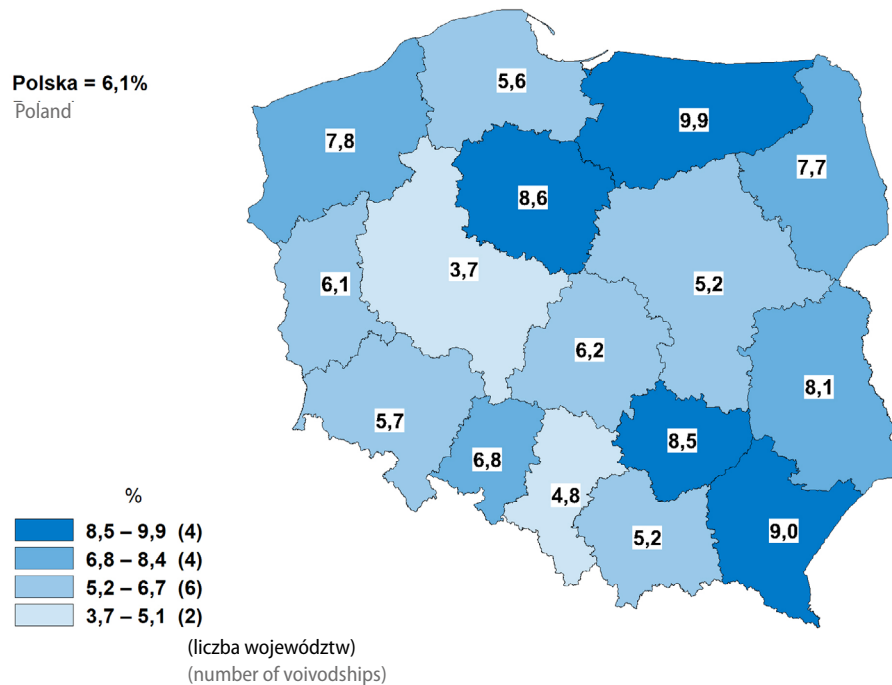 Polska = 6,1%
Poland
5,6
9,9
7,8
7,7
8,6
3,7
6,1
5,2
6,2
8,1
5,7
8,5
6,8
4,8
9,0
5,2
%
8,5 – 9,9 (4)
6,8 – 8,4 (4)
5,2 – 6,7 (6)
3,7 – 5,1 (2)
(liczba województw)
(number of voivodships)